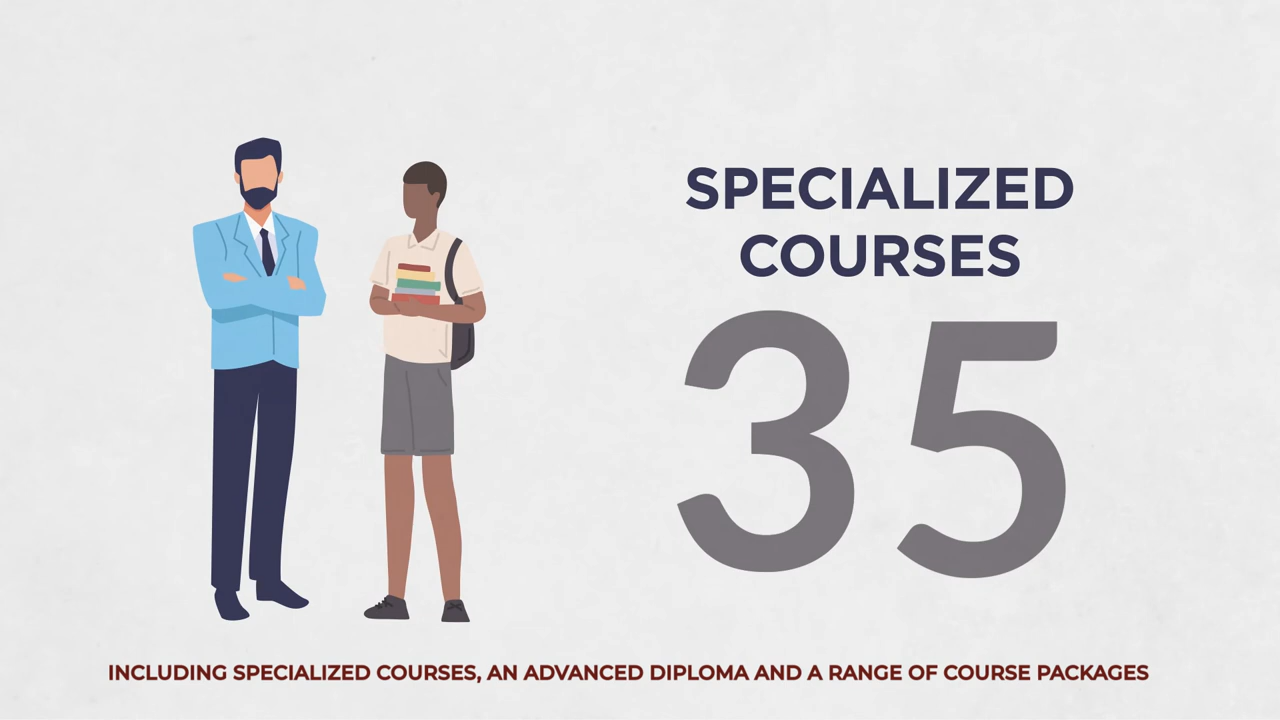 SPECIALIZED
COURSES
35
INCLUDING SPECIALIZED COURSES, AN ADVANCED DIPLOMA AND A RANGE OF COURSE PACKAGES